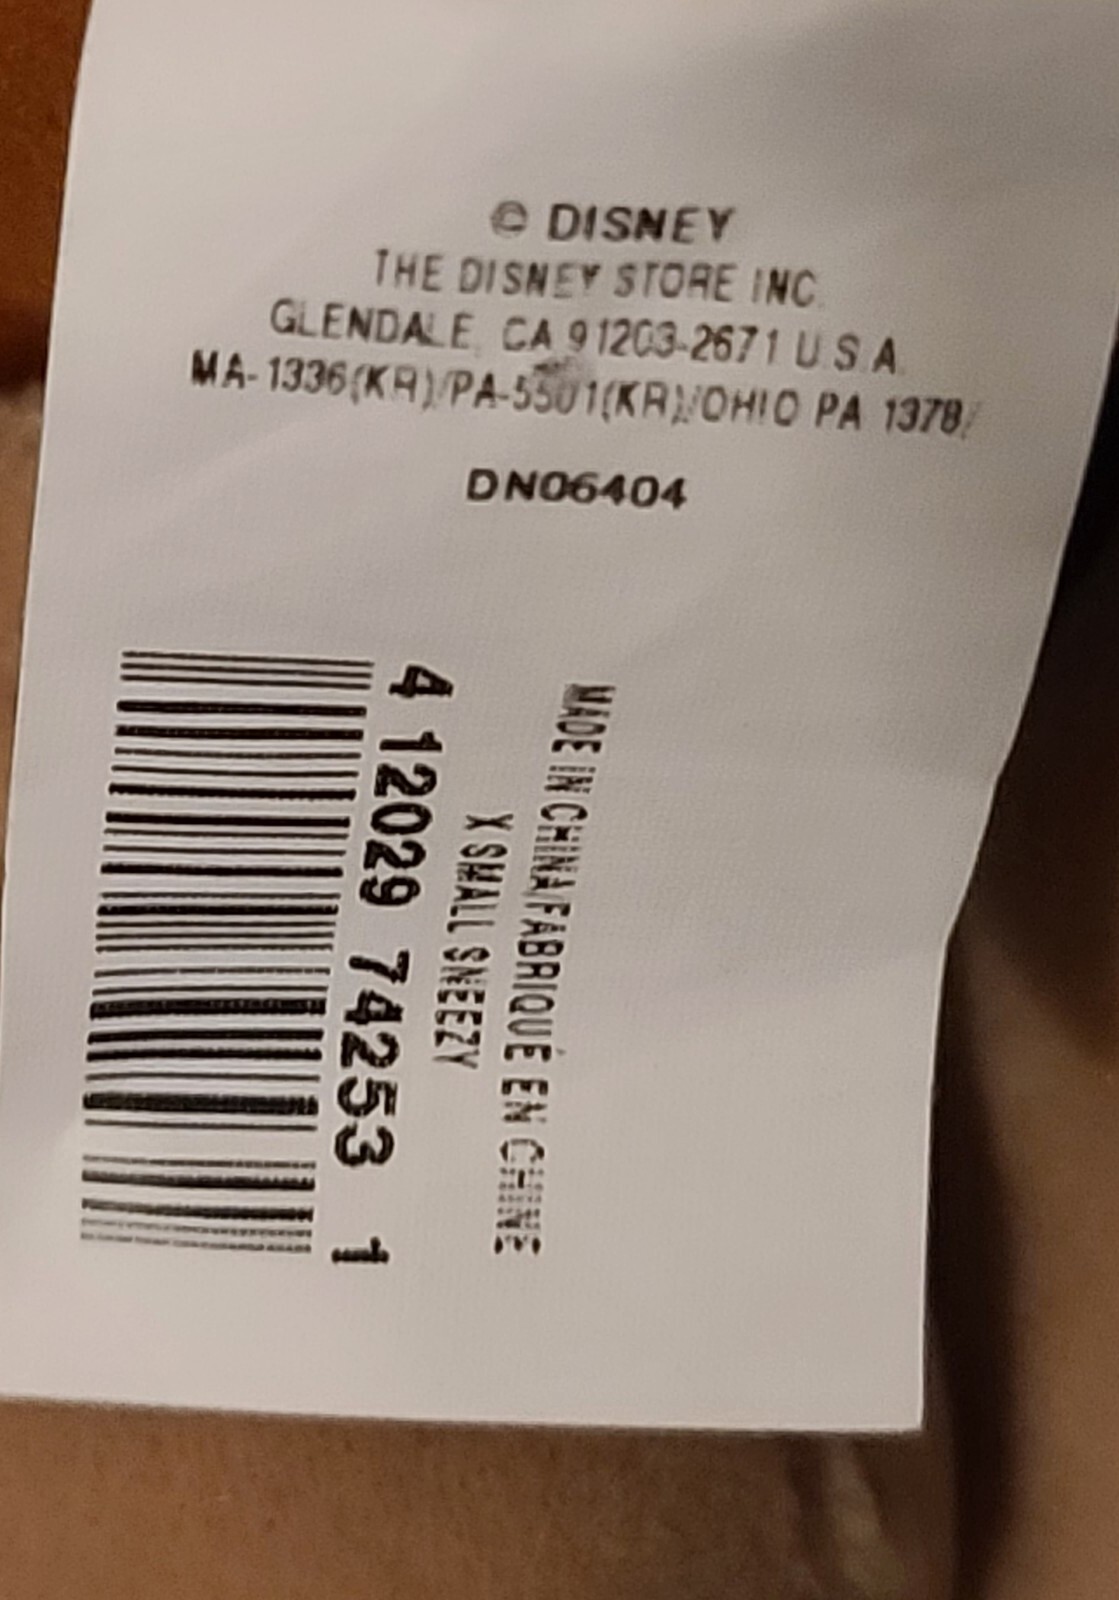 © DISNEY
THE DISNEY STORE INC.
GLENDALE, CA 91203-2671 U.S.A.
MA-1336(KR)/PA-5501(KR)/OHIO PA 1378/
DN06404
MADE IN CHINA/FABRIQUÉ EN CHINE
X SMALL SNEEZY
4 12029 74253 1